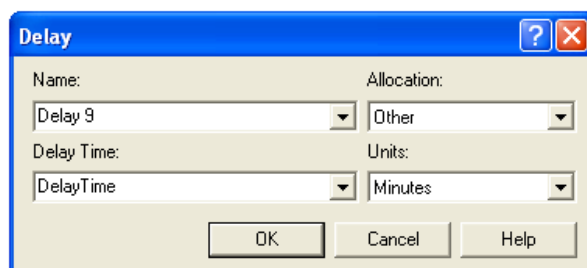 Delay
?
Name: Allocation:
Delay 9 Other
Delay Time: Units:
DelayTime Minutes
OK Cancel Help